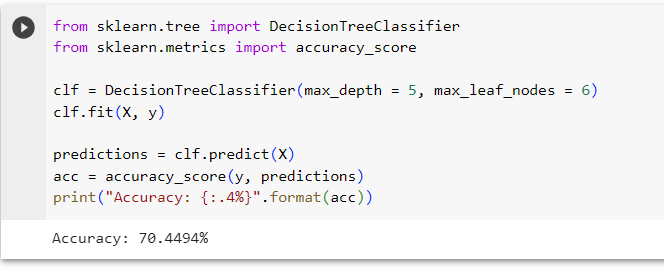 from sklearn.tree import DecisionTreeClassifier
from sklearn.metrics import accuracy_score
clf = DecisionTreeClassifier(max_depth = 5, max_leaf_nodes = 6)
clf.fit(X, y)
predictions = clf.predict(X)
acc = accuracy_score(y, predictions)
print("Accuracy: {:.4%}".format(acc))
Accuracy: 70.4494%